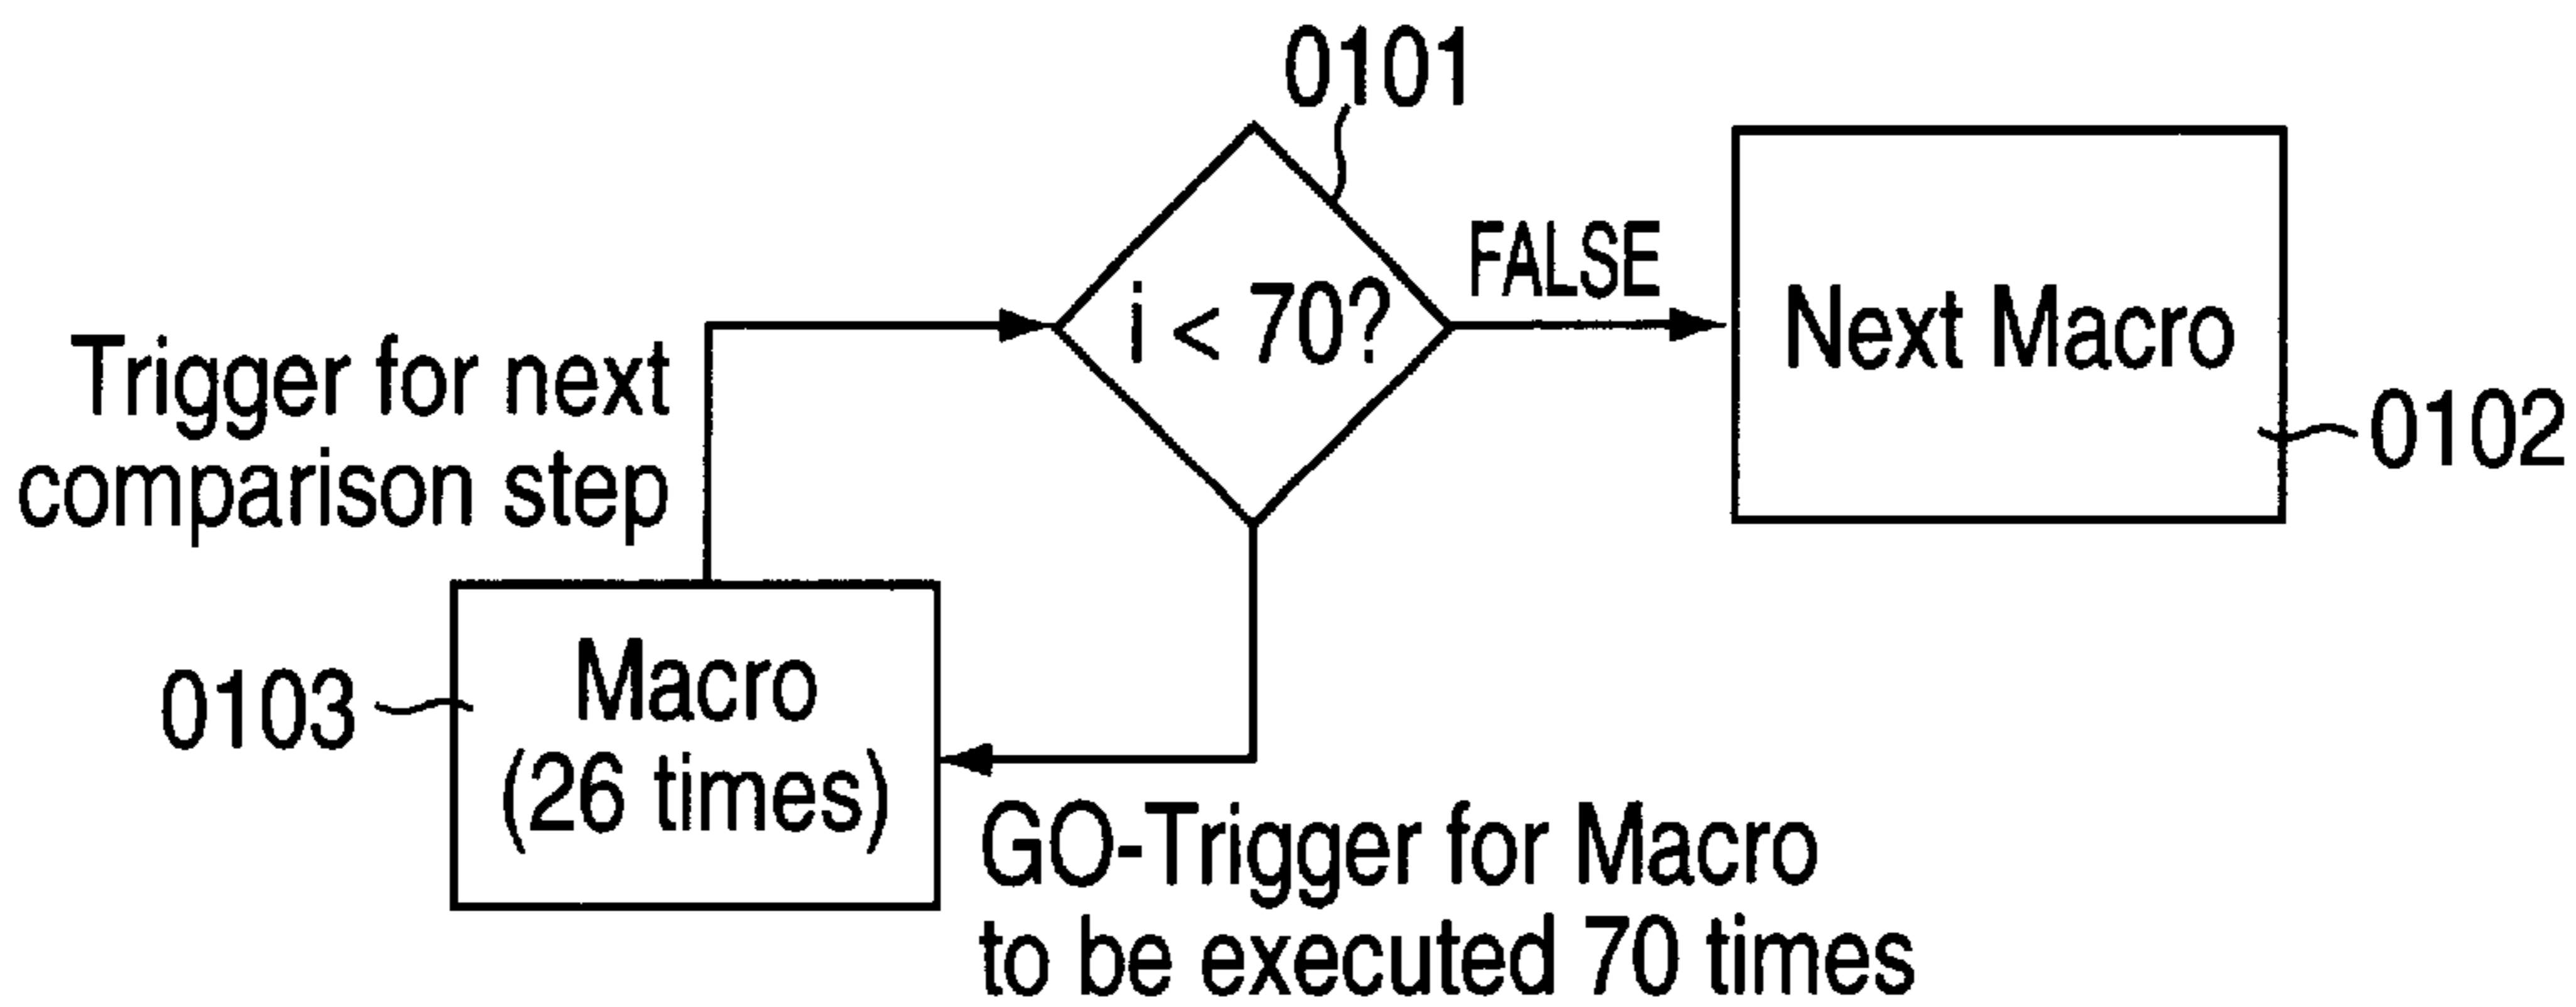 0101
FALSE
i < 70?
Next Macro
Trigger for next
comparison step
0102
Macro
(26 times)
0103
GO-Trigger for Macro
to be executed 70 times